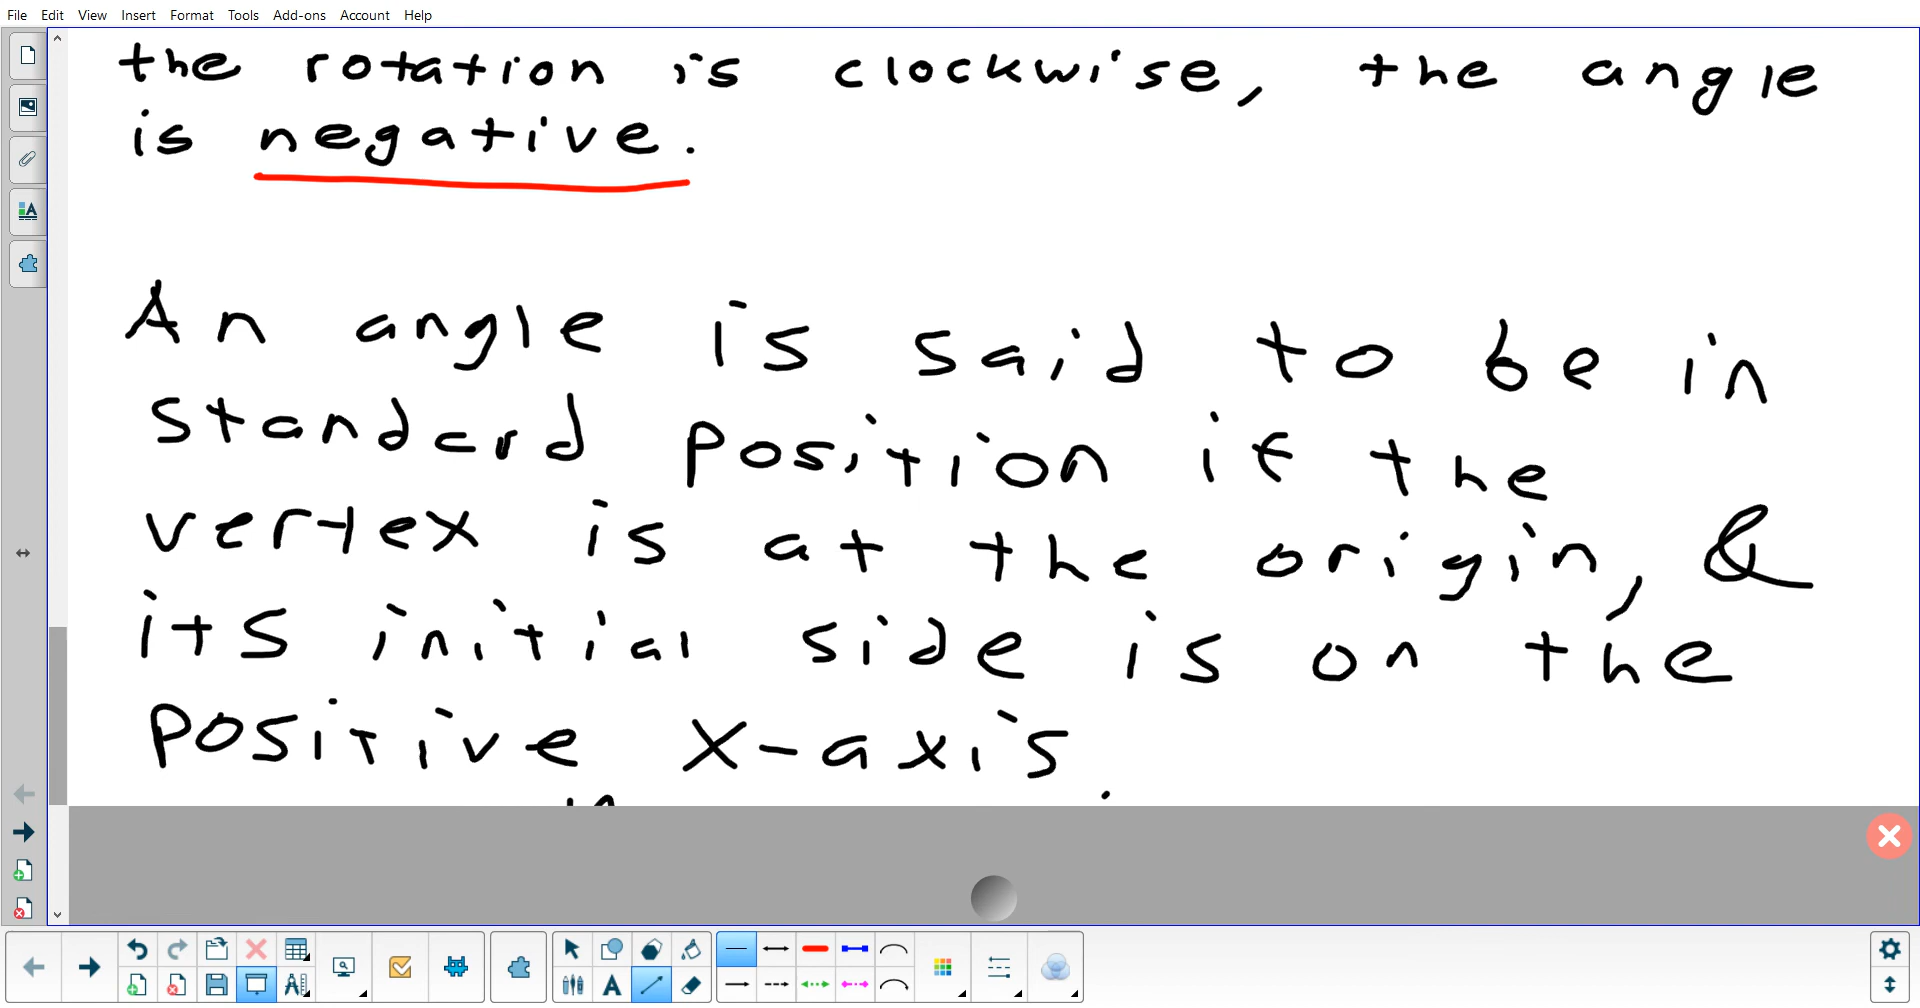 File Edit View Insert Format Tools Add-ons Account Help
the rotation is clockwise, the angle
is negative.
An angle is said to be in
standard position if the
vertex is at the origin, &
its initial side is on the
positive x-axis.